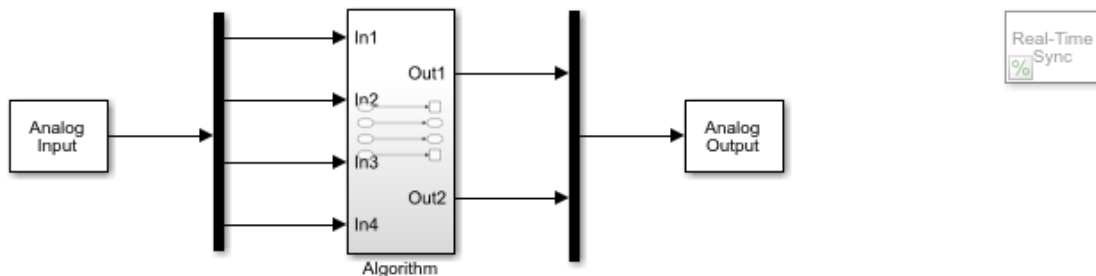 Analog
Input
In1
In2
In3
In4
Out1
Out2
Algorithm
Analog
Output
Real-Time
Sync
%